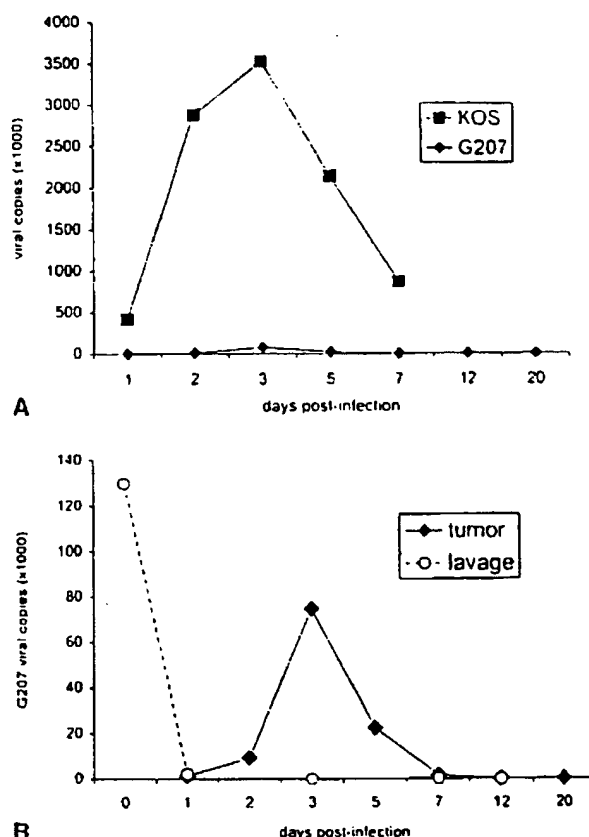 4000
3500
3000
2500
2000
1500
1000
500
0
viral copies (x1000)
KOS
G207
1 2 3 5 7 12 20
days post-infection
A
140
120
100
80
60
40
20
0
G207 viral copies (x1000)
tumor
lavage
0 1 2 3 5 7 12 20
days post-infection
B